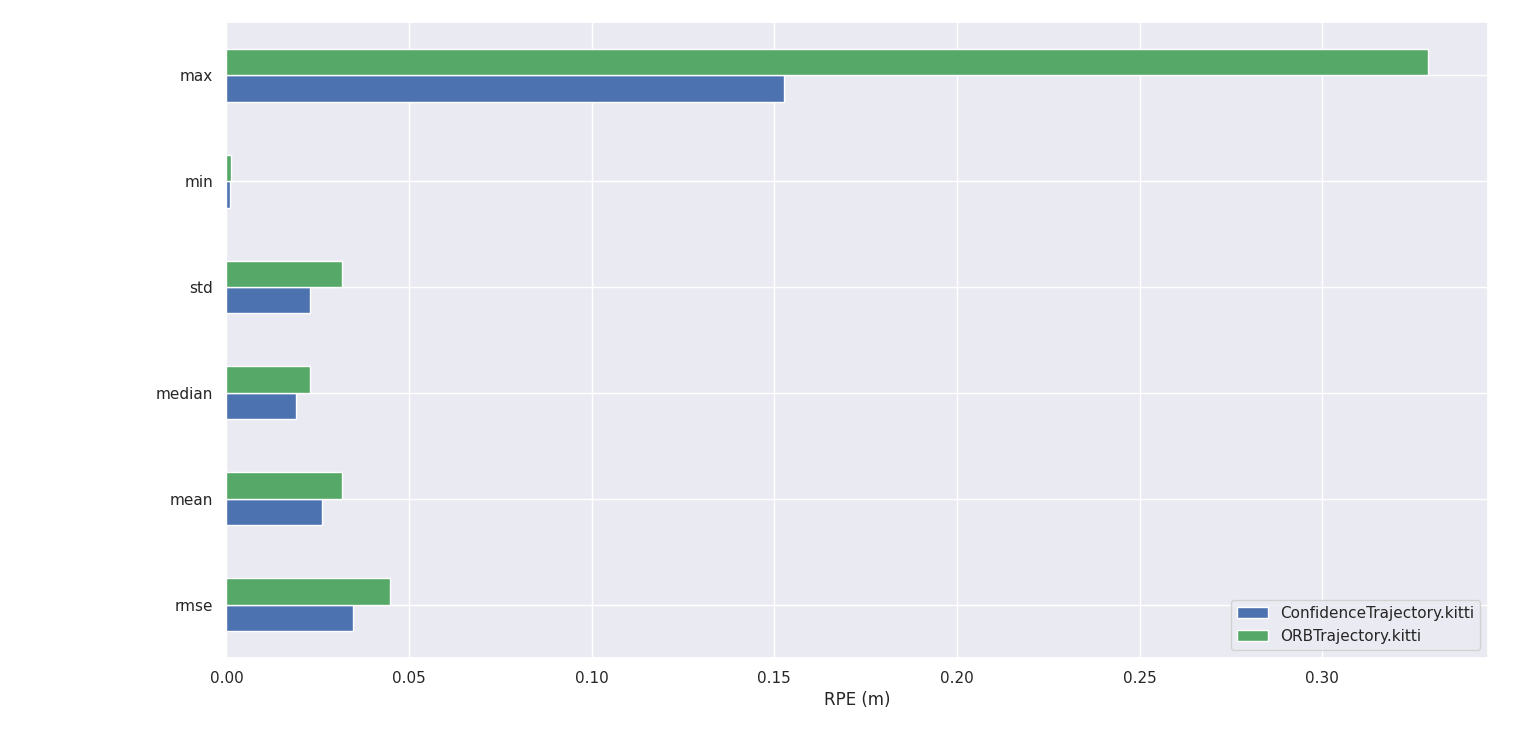 max
min
std
median
mean
rmse
ConfidenceTrajectory.kitti
ORBTrajectory.kitti
0.00 0.05 0.10 0.15 0.20 0.25 0.30
RPE (m)